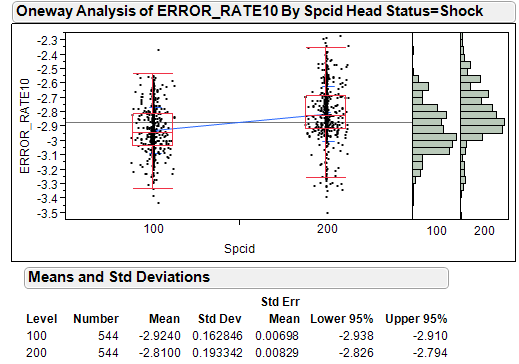 Oneway Analysis of ERROR_RATE10 By Spcid Head Status=Shock
ERROR_RATE10
-2.3
-2.4
-2.5
-2.6
-2.7
-2.8
-2.9
-3
-3.1
-3.2
-3.3
-3.4
-3.5
100
200
100
200
Spcid
Means and Std Deviations
Std Err
Level Number Mean Std Dev Mean Lower 95% Upper 95%
100 544 -2.9240 0.162846 0.00698 -2.938 -2.910
200 544 -2.8100 0.193342 0.00829 -2.826 -2.794